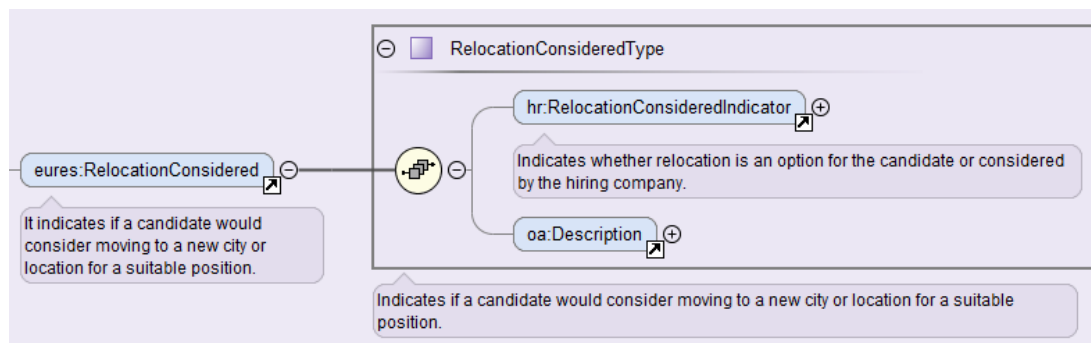 RelocationConsideredType
hr:RelocationConsideredIndicator
Indicates whether relocation is an option for the candidate or considered
by the hiring company.
eures:RelocationConsidered
It indicates if a candidate would
consider moving to a new city or
location for a suitable position.
oa:Description
Indicates if a candidate would consider moving to a new city or location for a suitable
position.